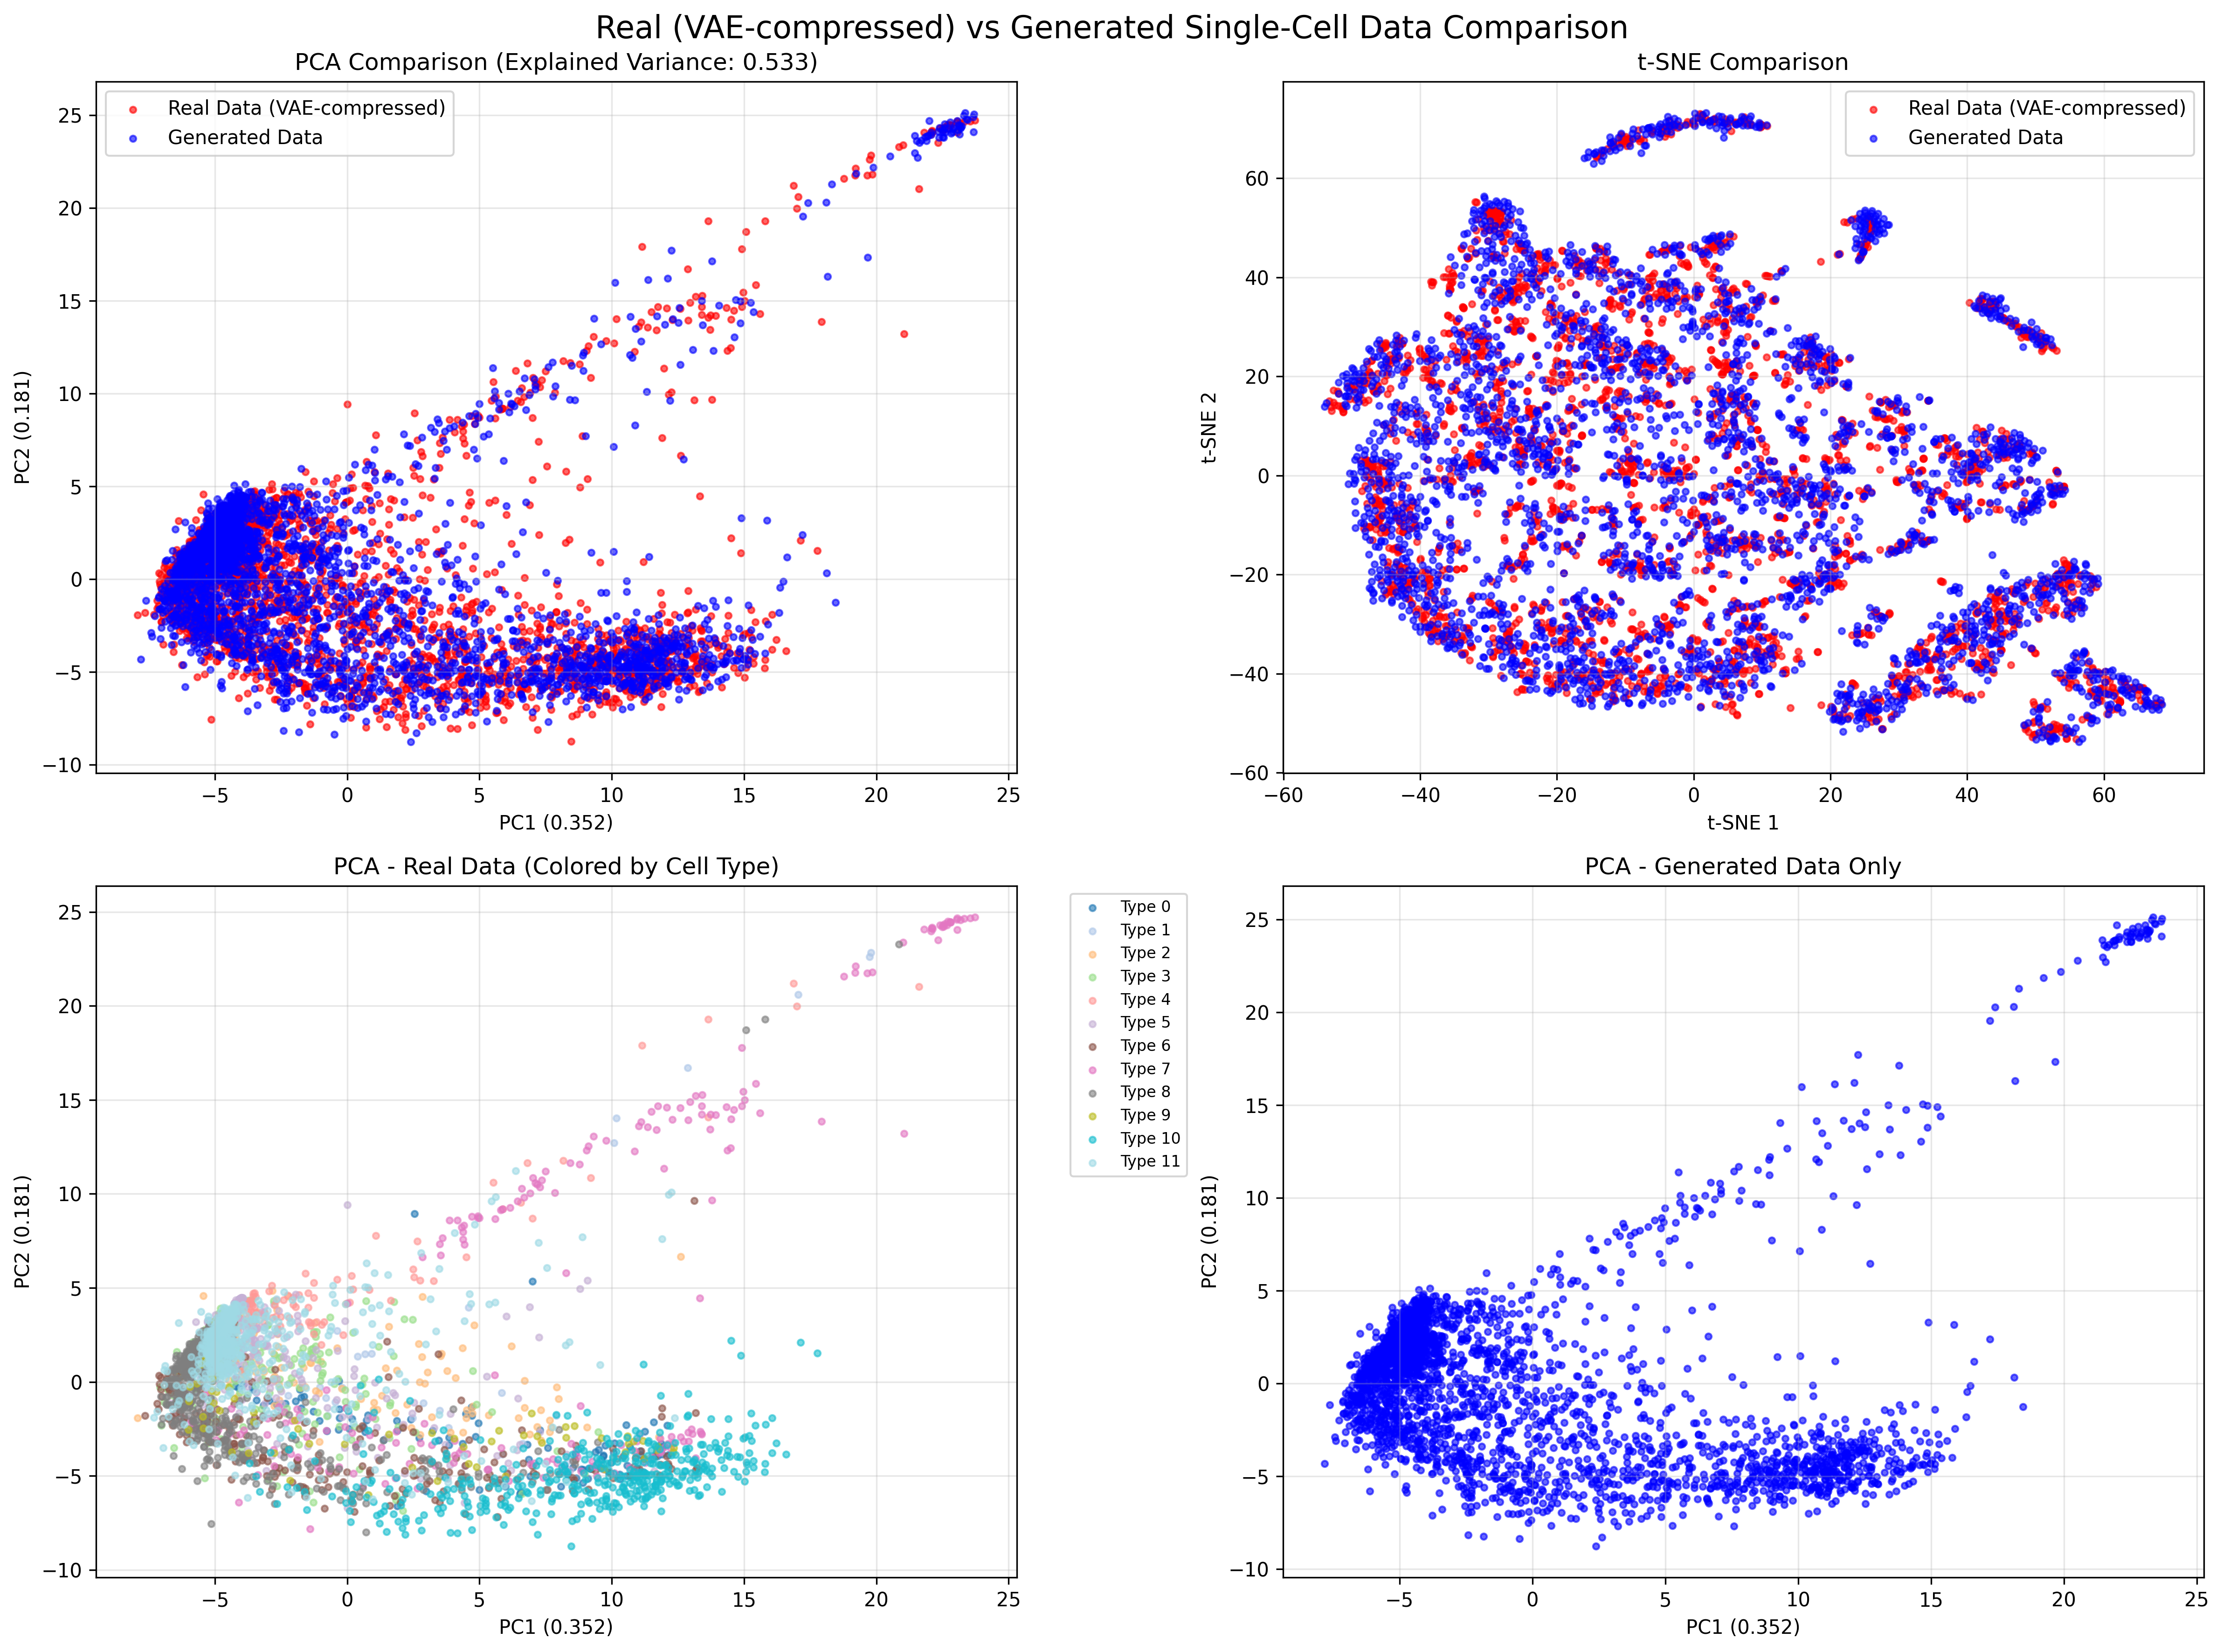 Real (VAE-compressed) vs Generated Single-Cell Data Comparison
PCA Comparison (Explained Variance: 0.533)
Real Data (VAE-compressed)
Generated Data
25
20
15
10
5
0
−5
−10
PC2 (0.181)
−5 0 5 10 15 20 25
PC1 (0.352)
t-SNE Comparison
Real Data (VAE-compressed)
Generated Data
60
40
20
0
−20
−40
−60
t-SNE 2
−60 −40 −20 0 20 40 60
t-SNE 1
PCA - Real Data (Colored by Cell Type)
25
20
15
10
5
0
−5
−10
PC2 (0.181)
−5 0 5 10 15 20 25
PC1 (0.352)
Type 0
Type 1
Type 2
Type 3
Type 4
Type 5
Type 6
Type 7
Type 8
Type 9
Type 10
Type 11
PCA - Generated Data Only
25
20
15
10
5
0
−5
−10
PC2 (0.181)
−5 0 5 10 15 20 25
PC1 (0.352)